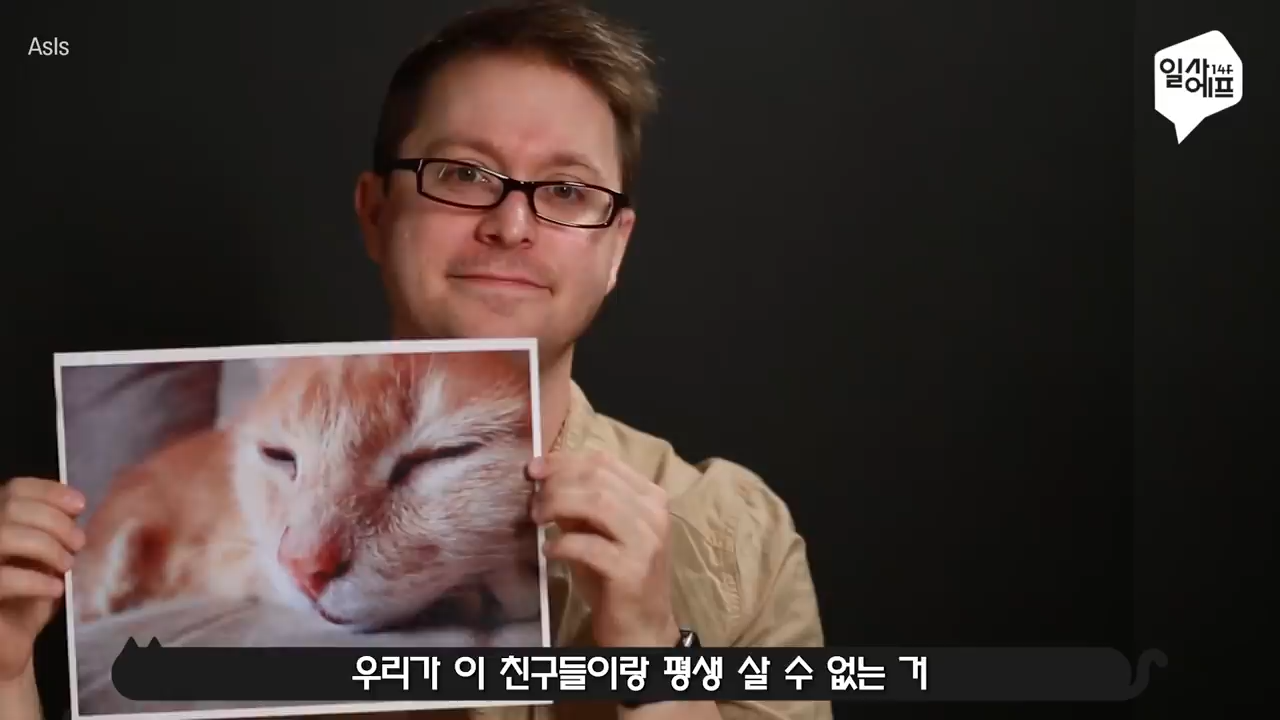 AsIs
일사 14F
에프
우리가 이 친구들이랑 평생 살 수 없는 거